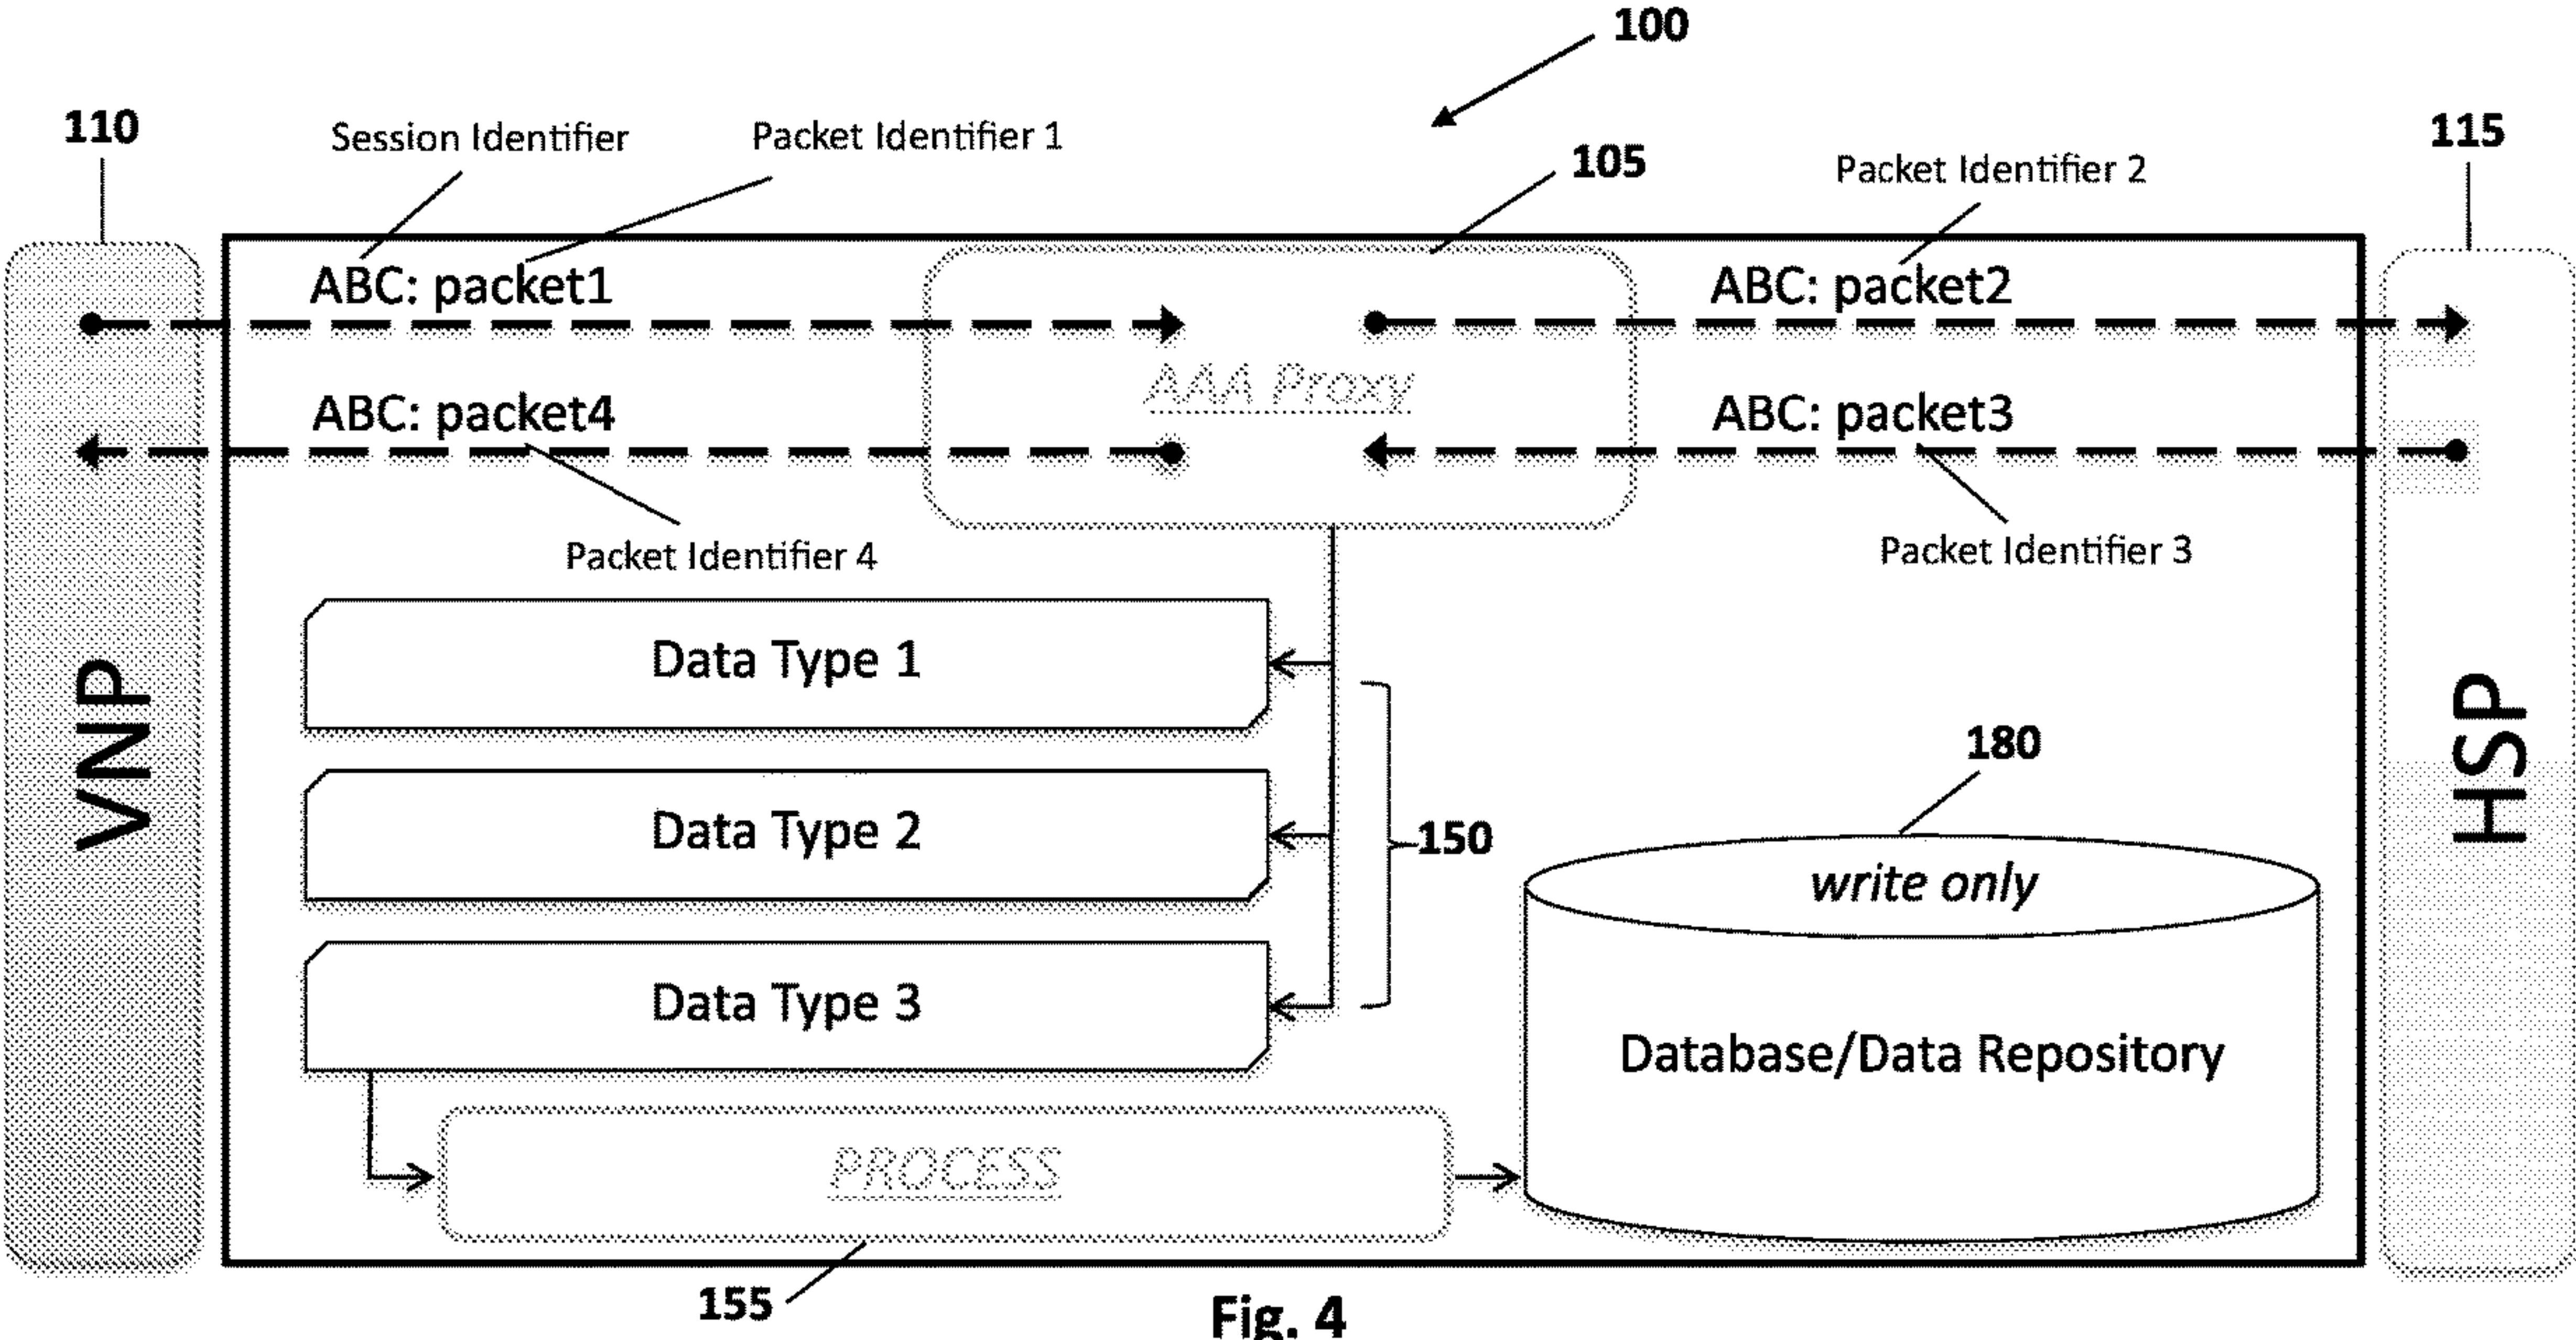 100
110
Session Identifier
Packet Identifier 1
105
Packet Identifier 2
115
ABC: packet1
ABC: packet2
AAA Proxy
ABC: packet4
ABC: packet3
Packet Identifier 4
Packet Identifier 3
VNP
HSP
Data Type 1
Data Type 2
Data Type 3
150
180
write only
Database/Data Repository
PROCESS
155
Fig. 4